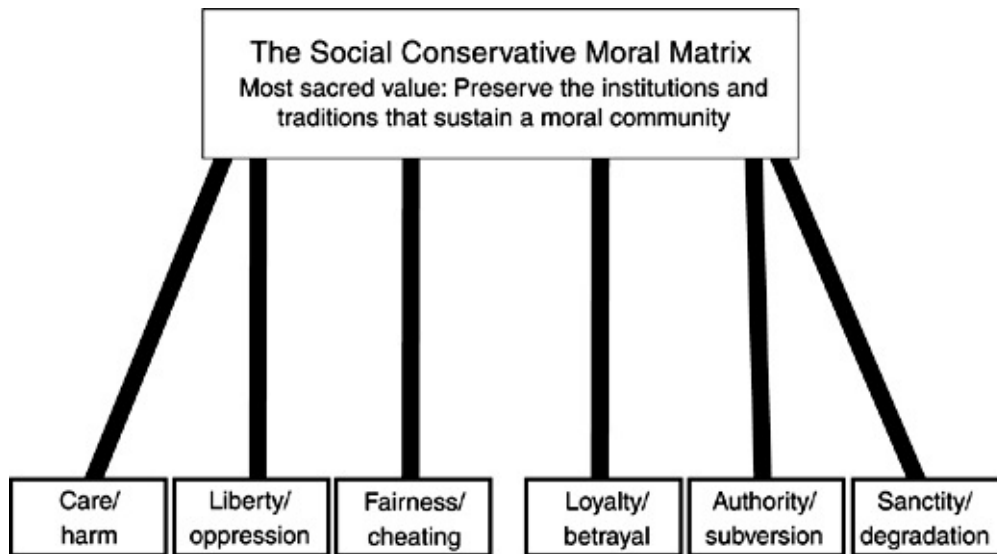 The Social Conservative Moral Matrix
Most sacred value: Preserve the institutions and
traditions that sustain a moral community
Care/
harm
Liberty/
oppression
Fairness/
cheating
Loyalty/
betrayal
Authority/
subversion
Sanctity/
degradation